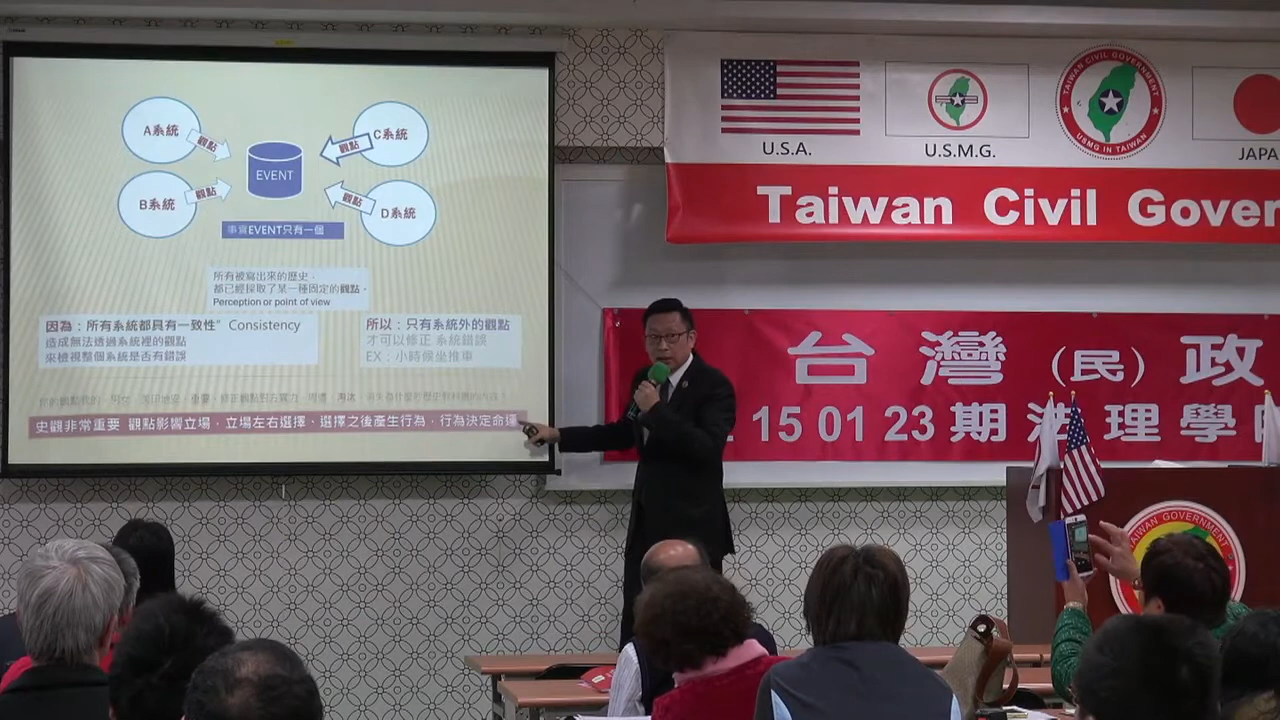 A系統
觀點
C系統
觀點
EVENT
B系統
觀點
觀點
D系統
事實EVENT只有一個
所有被寫出來的歷史,
都已經採取了某一種固定的觀點。
Perception or point of view
因為:所有系統都具有一致性”Consistency
造成無法透過系統裡的觀點
來檢視整個系統是否有錯誤
所以:只有系統外的觀點
才可以修正 系統錯誤
EX:小時候坐推車
史觀非常重要 觀點影響立場,立場左右選擇、選擇之後產生行為,行為決定命運
U.S.A.
U.S.M.G.
TAIWAN CIVIL GOVERNMENT
USMG IN TAIWAN
JAPA
Taiwan Civil Gover
台灣(民)政
15 01 23 期 浩理學
TAIWAN GOVERNMENT